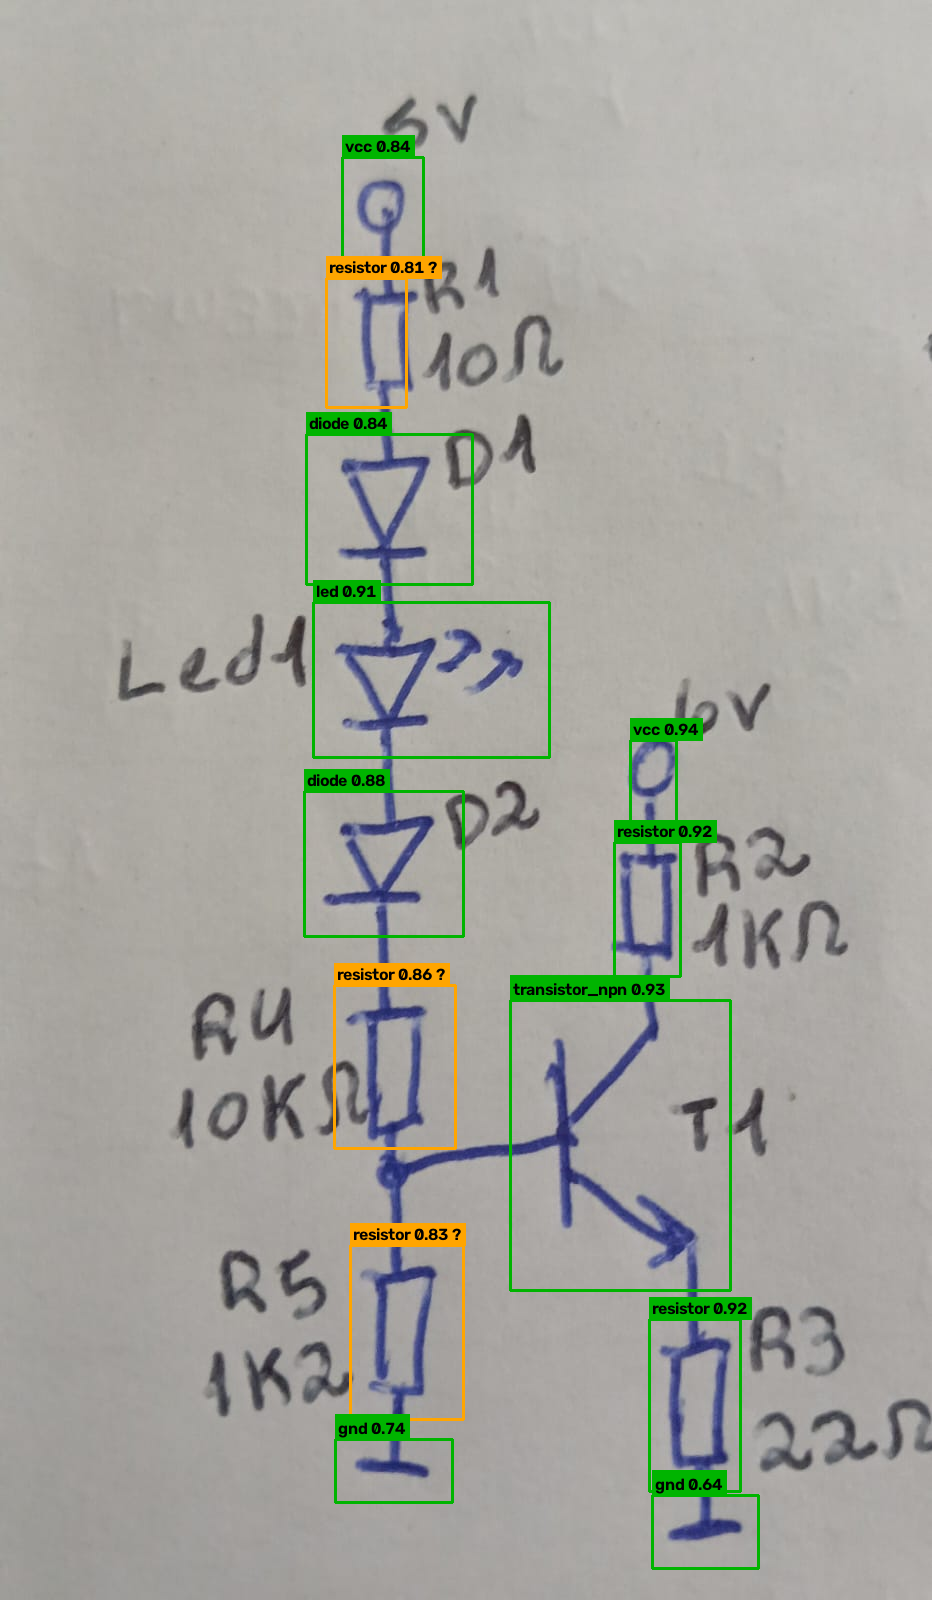 5V
vcc 0.84
resistor 0.81 ?
R1
10Ω
diode 0.84
D1
led 0.91
Led1
diode 0.88
D2
6V
vcc 0.94
resistor 0.92
R2
1KΩ
resistor 0.86 ?
R4
10KΩ
transistor_npn 0.93
T1
resistor 0.83 ?
R5
1K2
resistor 0.92
R3
22Ω
gnd 0.74
gnd 0.64